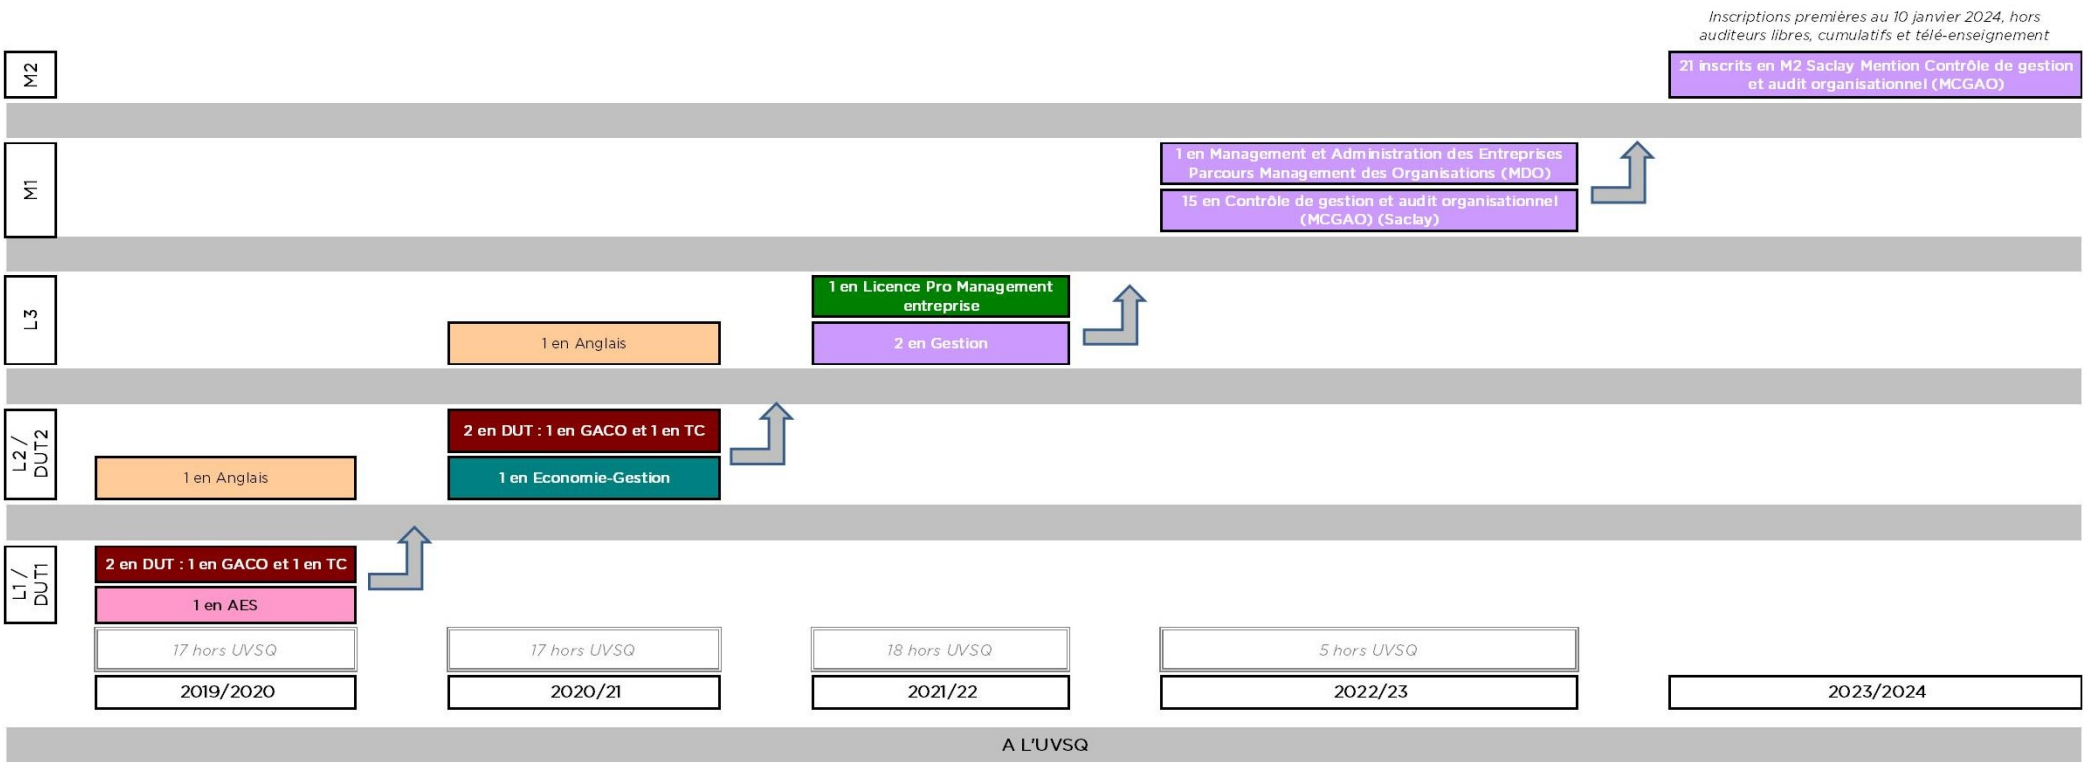 Inscriptions premières au 10 janvier 2024, hors
auditeurs libres, cumulatifs et télé-enseignement
M2
21 inscrits en M2 Saclay Mention Contrôle de gestion
et audit organisationnel (MCGAO)
M1
1 en Management et Administration des Entreprises
Parcours Management des Organisations (MDO)
15 en Contrôle de gestion et audit organisationnel
(MCGAO) (Saclay)
L3
1 en Anglais
1 en Licence Pro Management
entreprise
2 en Gestion
L2 /
DUT2
1 en Anglais
2 en DUT : 1 en GACO et 1 en TC
1 en Economie-Gestion
L1 /
DUT1
2 en DUT : 1 en GACO et 1 en TC
1 en AES
17 hors UVSQ
17 hors UVSQ
18 hors UVSQ
5 hors UVSQ
2019/2020
2020/21
2021/22
2022/23
2023/2024
A L'UVSQ